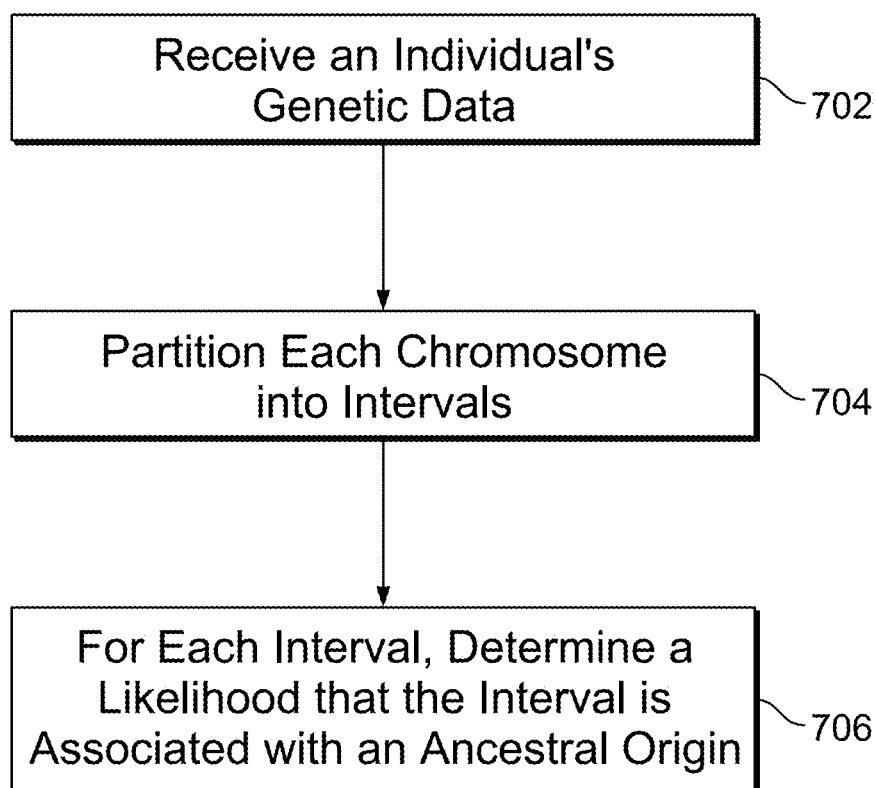 Receive an Individual's
Genetic Data
702
Partition Each Chromosome
into Intervals
704
For Each Interval, Determine a
Likelihood that the Interval is
Associated with an Ancestral Origin
706